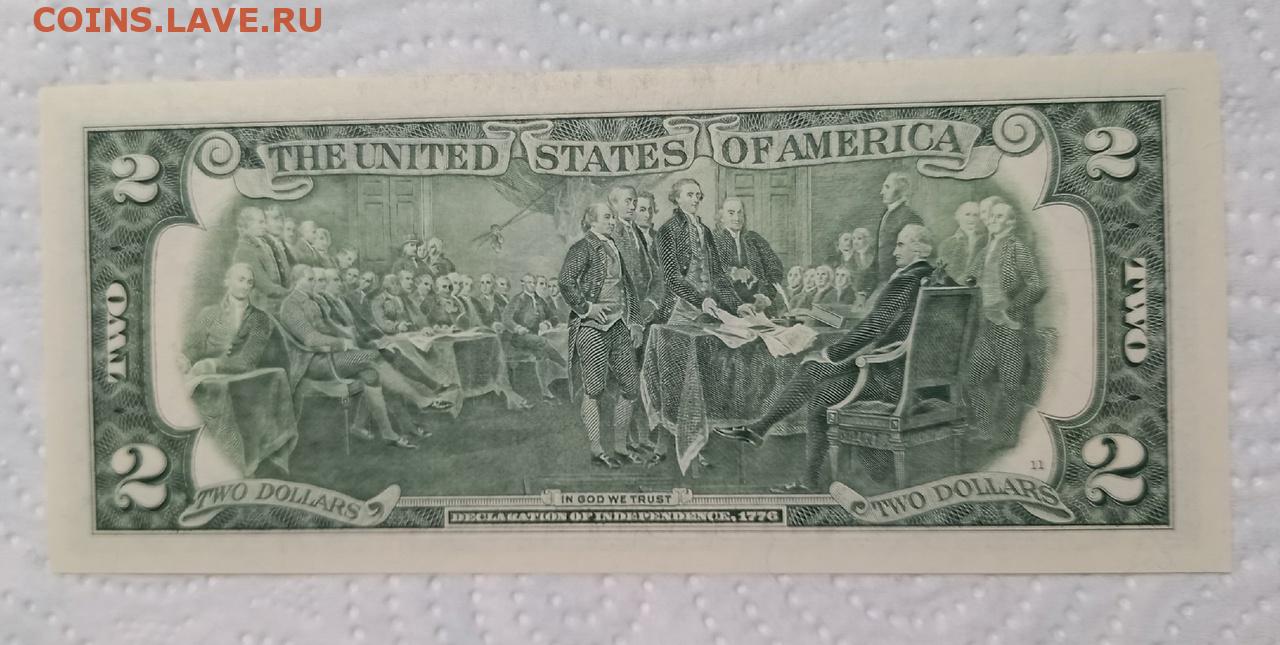 COINS.LAVE.RU
THE UNITED STATES OF AMERICA
2
2
TWO
TWO
2
2
11
TWO DOLLARS
IN GOD WE TRUST
TWO DOLLARS
DECLARATION OF INDEPENDENCE, 1776